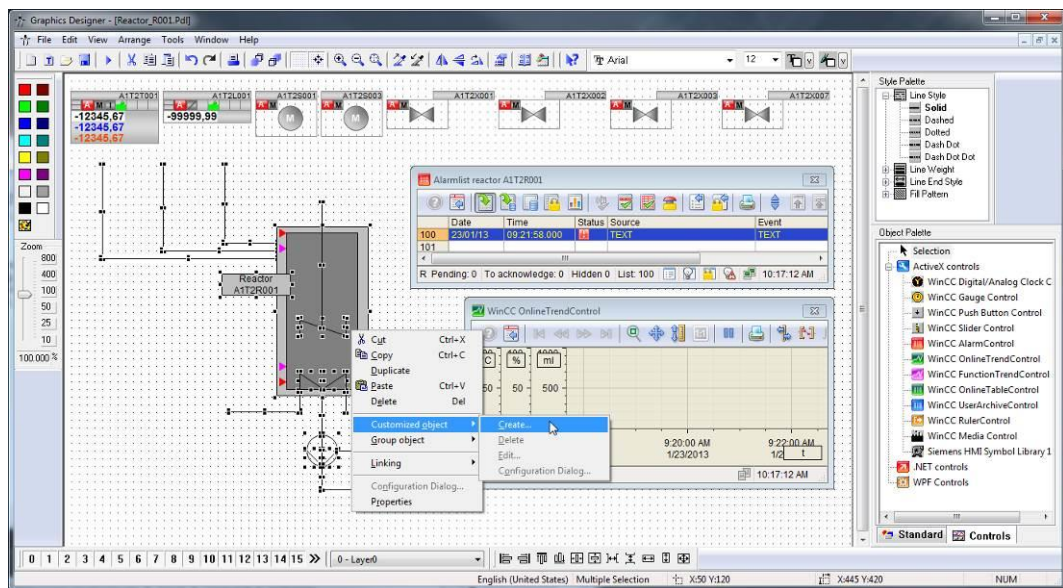 Graphics Designer - [Reactor_R001.Pdl]
File Edit View Arrange Tools Window Help
Arial 12
A1T2T001 A1T2L001 A1T2S001 A1T2S003 A1T2X001 A1T2X002 A1T2X003 A1T2X007
-12345,67 -99999,99 M M
-12345,67
-12345,67
Zoom
800
400
100
50
25
10
100.000 %
Reactor
A1T2R001
Alarmlist reactor A1T2R001
Date Time Status Source Event
100 23/01/13 09:21:58.000 TEXT TEXT
101
R Pending: 0 To acknowledge: 0 Hidden 0 List: 100 10:17:12 AM
WinCC OnlineTrendControl
C % ml
50 50 500
9:20:00 AM 9:22:00 AM
1/23/2013 t
10:17:12 AM
Cut Ctrl+X
Copy Ctrl+C
Duplicate
Paste Ctrl+V
Delete Del
Customized object
Group object
Linking
Configuration Dialog...
Properties
Create...
Delete
Edit...
Configuration Dialog...
Style Palette
Line Style
Solid
Dashed
Dotted
Dash Dot
Dash Dot Dot
Line Weight
Line End Style
Fill Pattern
Object Palette
Selection
ActiveX controls
WinCC Digital/Analog Clock C
WinCC Gauge Control
WinCC Push Button Control
WinCC Slider Control
WinCC AlarmControl
WinCC OnlineTrendControl
WinCC FunctionTrendControl
WinCC OnlineTableControl
WinCC UserArchiveControl
WinCC RulerControl
WinCC Media Control
Siemens HMI Symbol Library 1
.NET controls
WPF Controls
Standard Controls
0 1 2 3 4 5 6 7 8 9 10 11 12 13 14 15 0 - Layer0
English (United States) Multiple Selection X:50 Y:120 X:445 Y:420 NUM